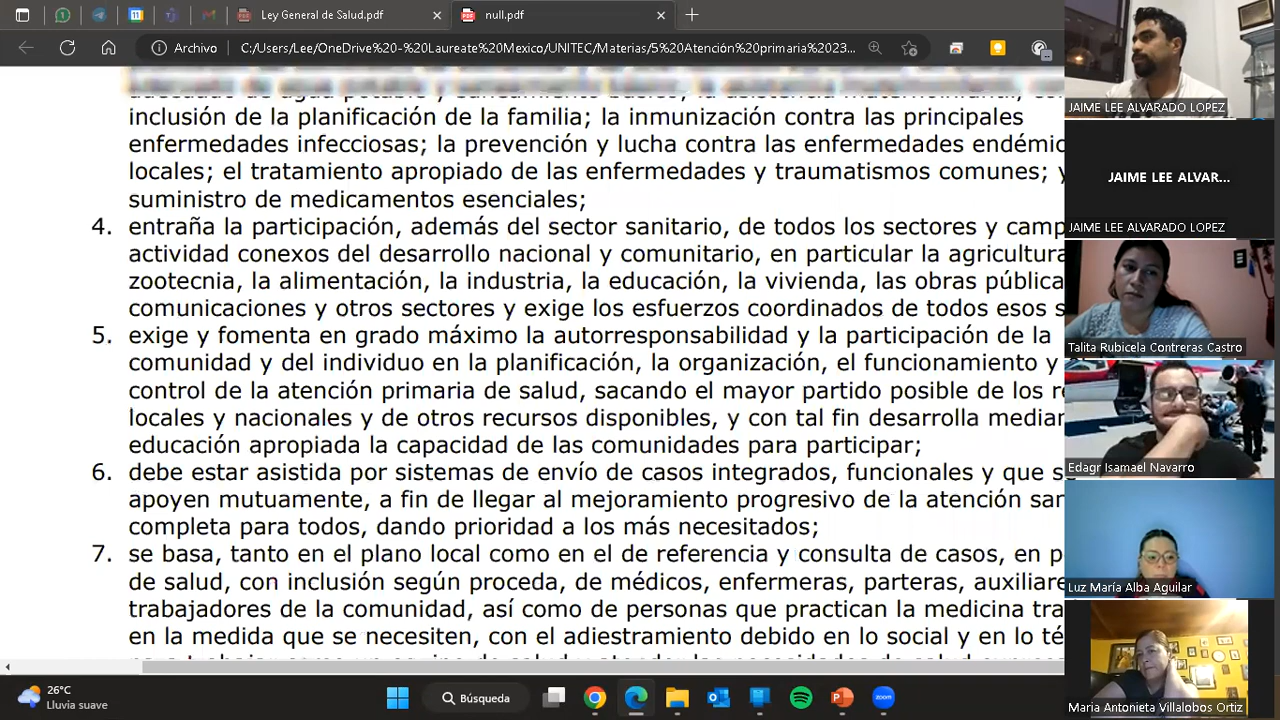 Ley General de Salud.pdf
null.pdf
Archivo
C:/Users/Lee/OneDrive%20-%20Laureate%20Mexico/UNITEC/Materias/5%20Atención%20primaria%2023...
adecuado de agua potable y saneamiento básico; la asistencia maternoinfantil, con
inclusión de la planificación de la familia; la inmunización contra las principales
enfermedades infecciosas; la prevención y lucha contra las enfermedades endémic
locales; el tratamiento apropiado de las enfermedades y traumatismos comunes; y
suministro de medicamentos esenciales;
4. entraña la participación, además del sector sanitario, de todos los sectores y camp
actividad conexos del desarrollo nacional y comunitario, en particular la agricultura
zootecnia, la alimentación, la industria, la educación, la vivienda, las obras pública
comunicaciones y otros sectores y exige los esfuerzos coordinados de todos esos s
5. exige y fomenta en grado máximo la autorresponsabilidad y la participación de la
comunidad y del individuo en la planificación, la organización, el funcionamiento y
control de la atención primaria de salud, sacando el mayor partido posible de los re
locales y nacionales y de otros recursos disponibles, y con tal fin desarrolla median
educación apropiada la capacidad de las comunidades para participar;
6. debe estar asistida por sistemas de envío de casos integrados, funcionales y que s
apoyen mutuamente, a fin de llegar al mejoramiento progresivo de la atención san
completa para todos, dando prioridad a los más necesitados;
7. se basa, tanto en el plano local como en el de referencia y consulta de casos, en p
de salud, con inclusión según proceda, de médicos, enfermeras, parteras, auxiliare
trabajadores de la comunidad, así como de personas que practican la medicina tra
en la medida que se necesiten, con el adiestramiento debido en lo social y en lo té
JAIME LEE ALVARADO LOPEZ
JAIME LEE ALVAR...
JAIME LEE ALVARADO LOPEZ
Talita Rubicela Contreras Castro
Edagr Isamael Navarro
Luz María Alba Aguilar
Maria Antonieta Villalobos Ortiz
26°C
Lluvia suave
Búsqueda